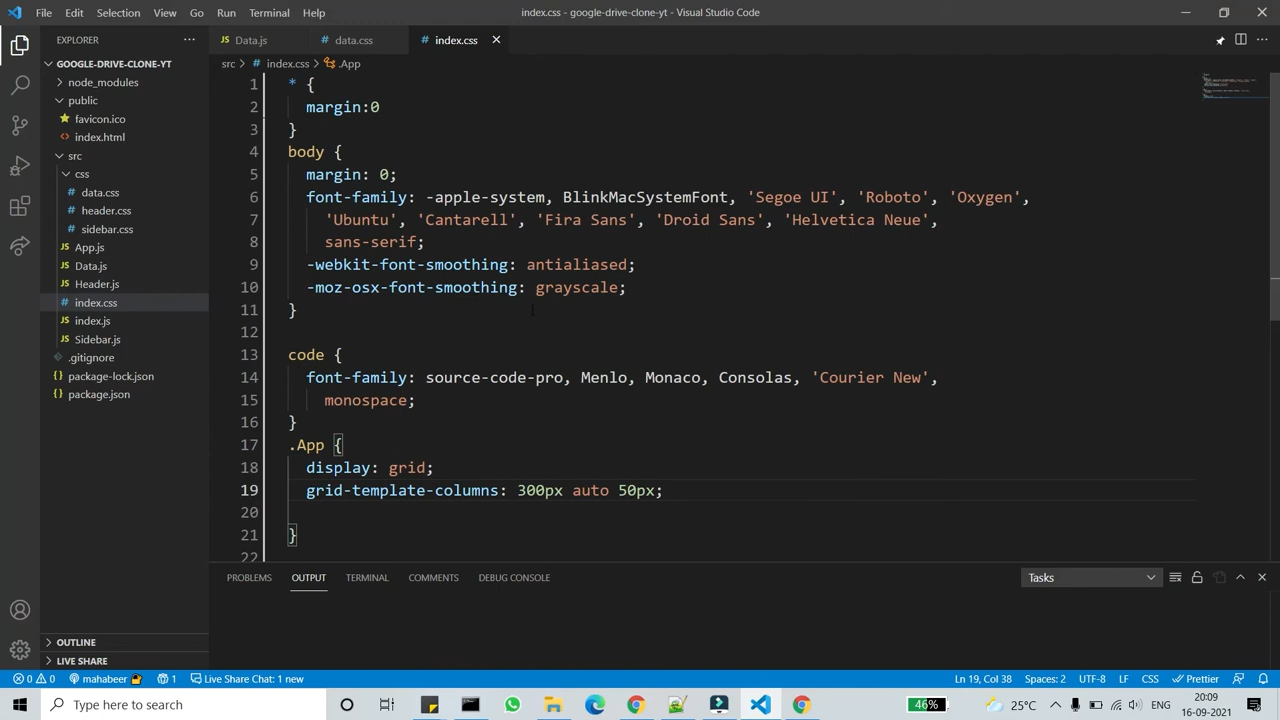 File Edit Selection View Go Run Terminal Help
index.css - google-drive-clone-yt - Visual Studio Code
EXPLORER
GOOGLE-DRIVE-CLONE-YT
node_modules
public
favicon.ico
index.html
src
css
data.css
header.css
sidebar.css
App.js
Data.js
Header.js
index.css
index.js
Sidebar.js
.gitignore
package-lock.json
package.json
OUTLINE
LIVE SHARE
Data.js data.css index.css
src > index.css > .App
1 * {
2 margin:0
3 }
4 body {
5 margin: 0;
6 font-family: -apple-system, BlinkMacSystemFont, 'Segoe UI', 'Roboto', 'Oxygen',
7 'Ubuntu', 'Cantarell', 'Fira Sans', 'Droid Sans', 'Helvetica Neue',
8 sans-serif;
9 -webkit-font-smoothing: antialiased;
10 -moz-osx-font-smoothing: grayscale;
11 }
12
13 code {
14 font-family: source-code-pro, Menlo, Monaco, Consolas, 'Courier New',
15 monospace;
16 }
17 .App {
18 display: grid;
19 grid-template-columns: 300px auto 50px;
20
21 }
22
PROBLEMS OUTPUT TERMINAL COMMENTS DEBUG CONSOLE
Tasks
0 0 mahabeer 1 Live Share Chat: 1 new
Ln 19, Col 38 Spaces: 2 UTF-8 LF CSS Prettier
Type here to search
46% 25°C ENG
20:09
16-09-2021